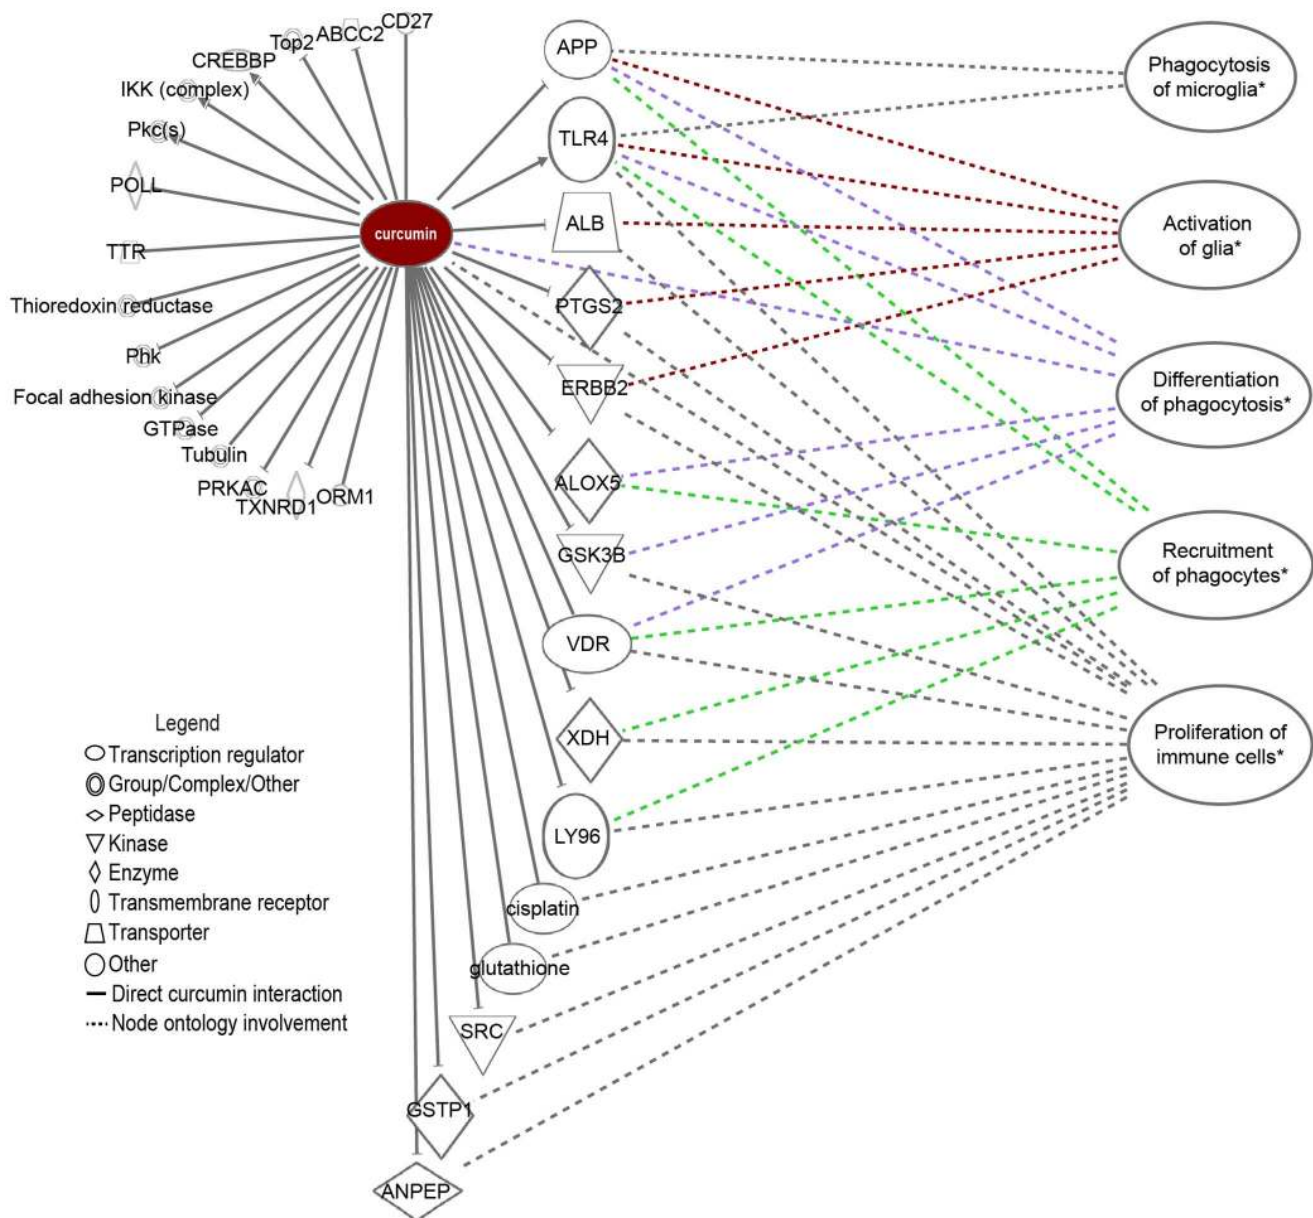 CD27
ABCC2
Top2
CREBBP
IKK (complex)
Pkc(s)
POLL
TTR
Thioredoxin reductase
Phk
Focal adhesion kinase
GTPase
Tubulin
PRKAC
TXNRD1
ORM1
curcumin
APP
TLR4
ALB
PTGS2
ERBB2
ALOX5
GSK3B
VDR
XDH
LY96
cisplatin
glutathione
SRC
GSTP1
ANPEP
Phagocytosis
of microglia*
Activation
of glia*
Differentiation
of phagocytosis*
Recruitment
of phagocytes*
Proliferation of
immune cells*
Legend
Transcription regulator
Group/Complex/Other
Peptidase
Kinase
Enzyme
Transmembrane receptor
Transporter
Other
Direct curcumin interaction
Node ontology involvement